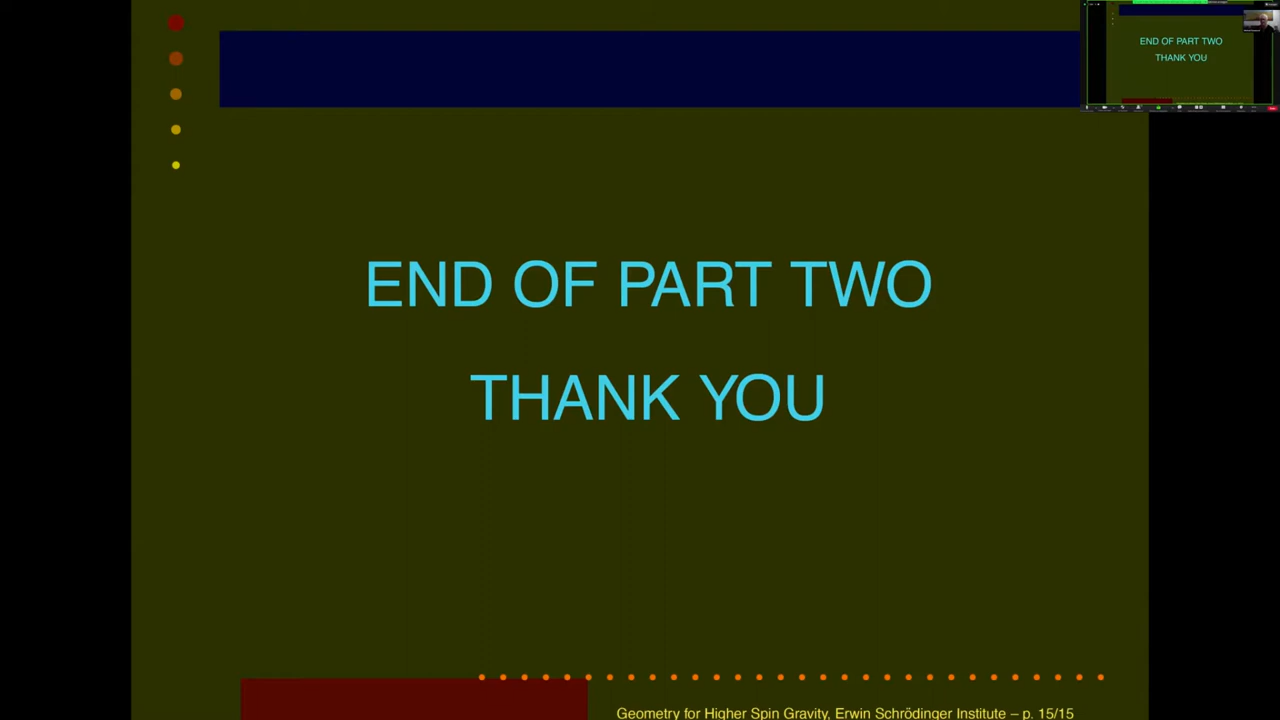 END OF PART TWO
THANK YOU
END OF PART TWO
THANK YOU
Geometry for Higher Spin Gravity, Erwin Schrödinger Institute – p. 15/15